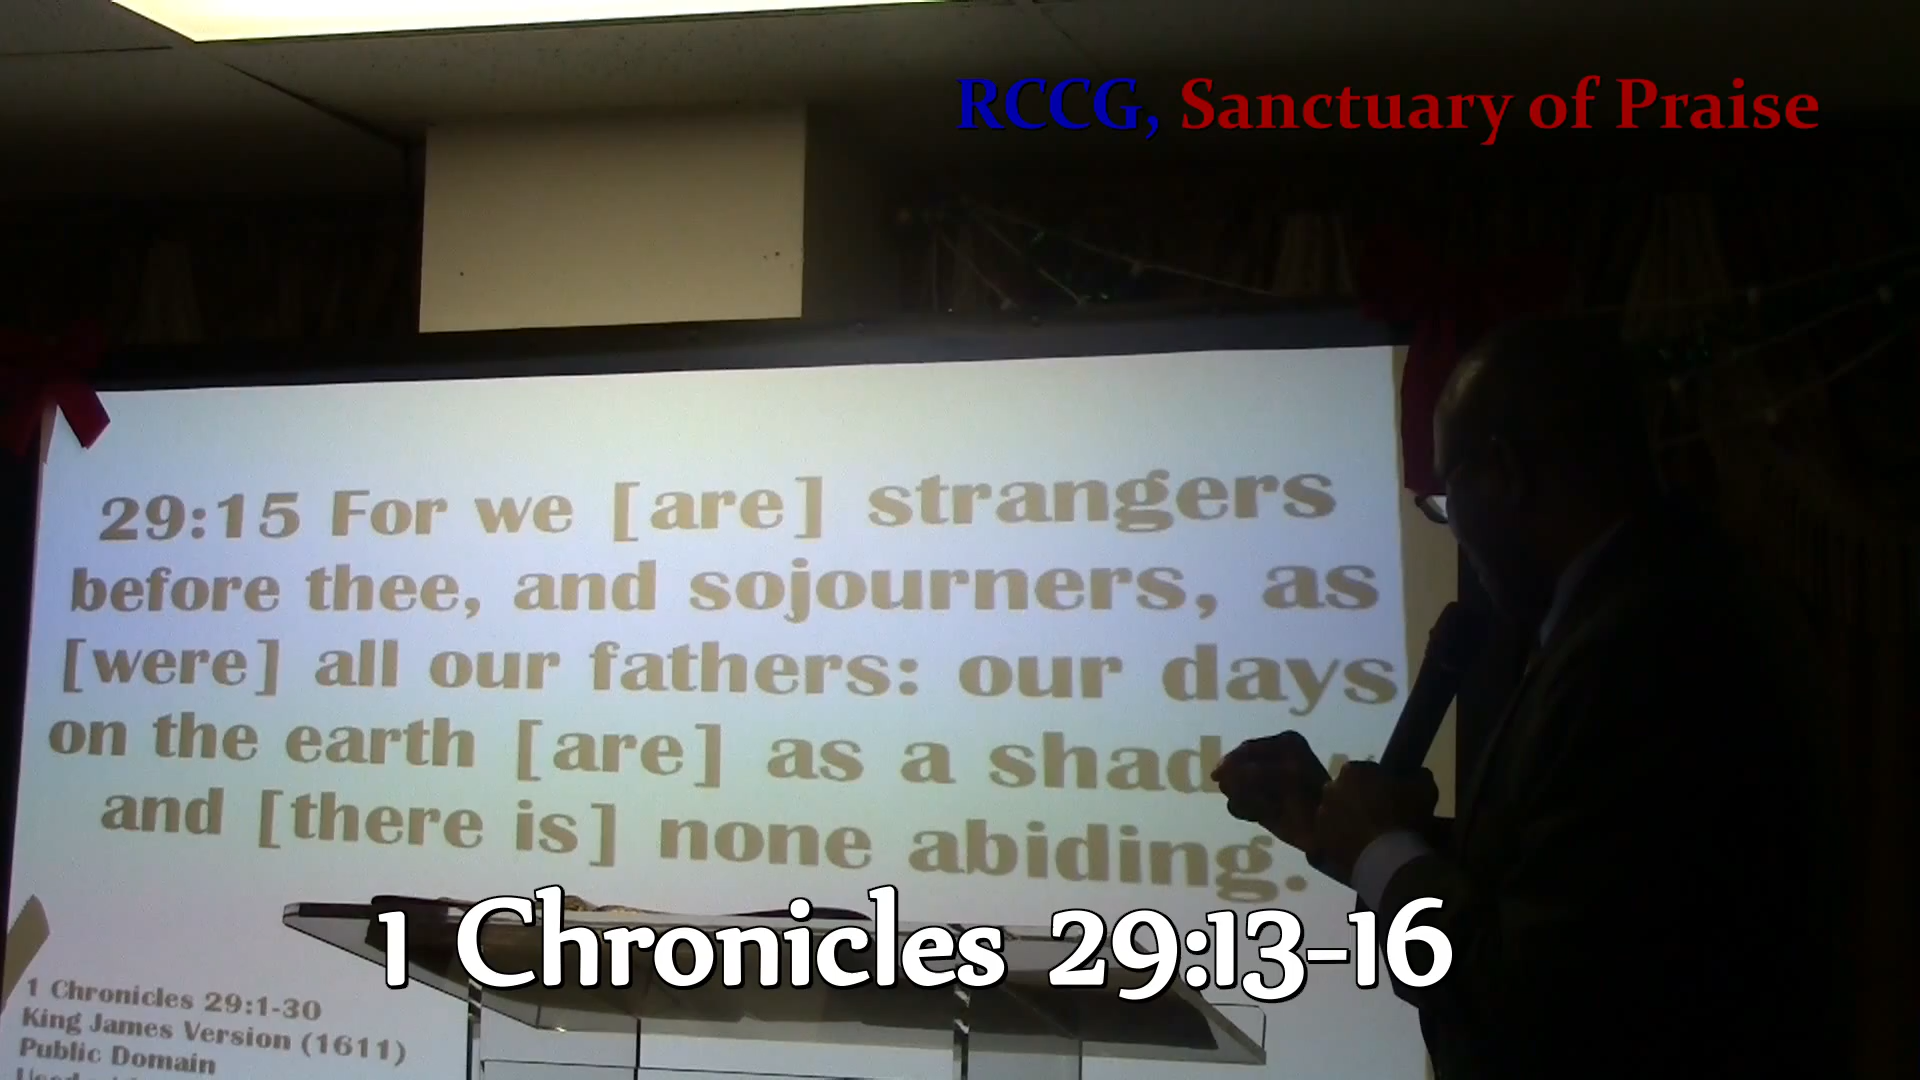 RCCG, Sanctuary of Praise
29:15 For we [are] strangers
before thee, and sojourners, as
[were] all our fathers: our days
on the earth [are] as a
and [there is] none abiding.
1 Chronicles 29:13-16
1 Chronicles 29:1-30
King James Version (1611)
Public Domain